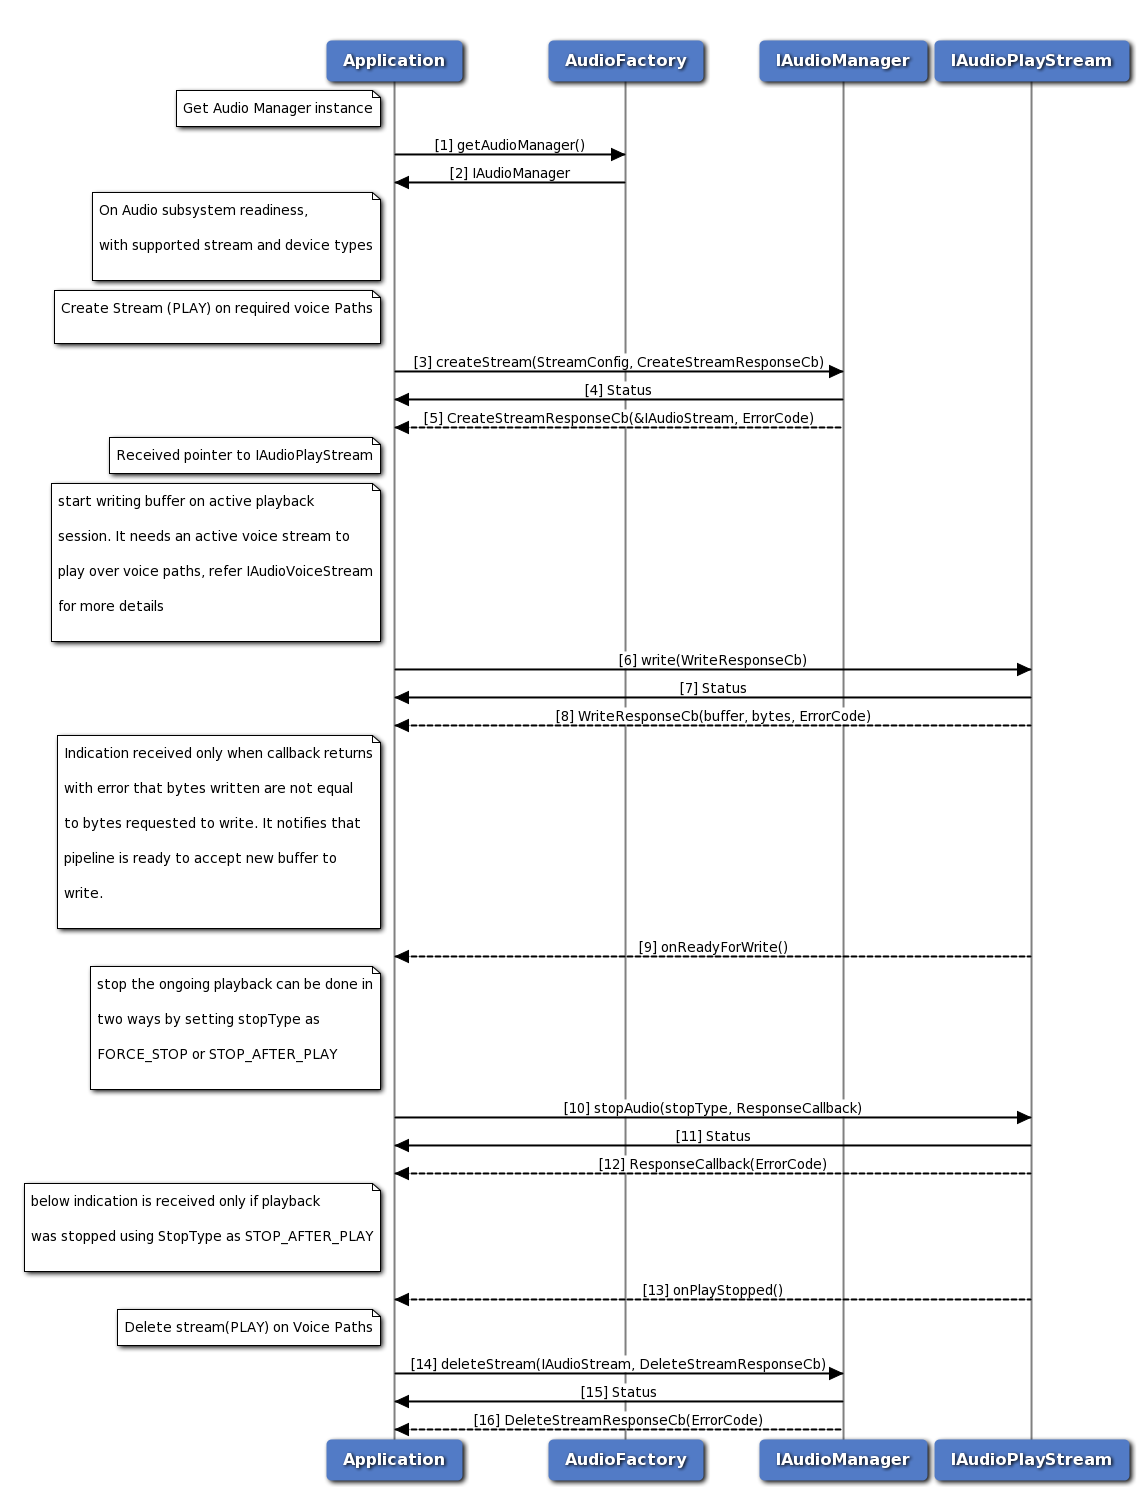 Application
AudioFactory
IAudioManager
IAudioPlayStream
Get Audio Manager instance
[1] getAudioManager()
[2] IAudioManager
On Audio subsystem readiness,
with supported stream and device types
Create Stream (PLAY) on required voice Paths
[3] createStream(StreamConfig, CreateStreamResponseCb)
[4] Status
[5] CreateStreamResponseCb(&IAudioStream, ErrorCode)
Received pointer to IAudioPlayStream
start writing buffer on active playback
session. It needs an active voice stream to
play over voice paths, refer IAudioVoiceStream
for more details
[6] write(WriteResponseCb)
[7] Status
[8] WriteResponseCb(buffer, bytes, ErrorCode)
Indication received only when callback returns
with error that bytes written are not equal
to bytes requested to write. It notifies that
pipeline is ready to accept new buffer to
write.
[9] onReadyForWrite()
stop the ongoing playback can be done in
two ways by setting stopType as
FORCE_STOP or STOP_AFTER_PLAY
[10] stopAudio(stopType, ResponseCallback)
[11] Status
[12] ResponseCallback(ErrorCode)
below indication is received only if playback
was stopped using StopType as STOP_AFTER_PLAY
[13] onPlayStopped()
Delete stream(PLAY) on Voice Paths
[14] deleteStream(IAudioStream, DeleteStreamResponseCb)
[15] Status
[16] DeleteStreamResponseCb(ErrorCode)
Application
AudioFactory
IAudioManager
IAudioPlayStream